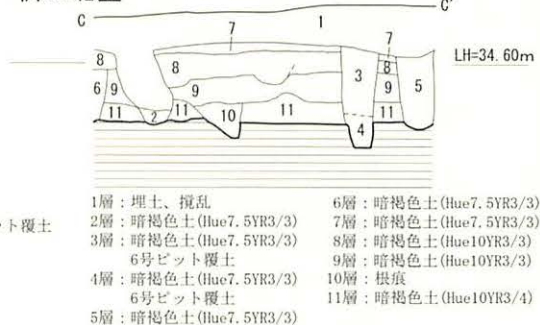 C
C'
7
1
7
LH=34.60m
8
8
3
8
5
6
9
9
9
11
2
11
10
11
4
11
ット覆土
1層：埋土、撹乱
2層：暗褐色土(Hue7.5YR3/3)
3層：暗褐色土(Hue7.5YR3/3)
6号ピット覆土
4層：暗褐色土(Hue7.5YR3/3)
6号ピット覆土
5層：暗褐色土(Hue7.5YR3/3)
6層：暗褐色土(Hue7.5YR3/3)
7層：暗褐色土(Hue7.5YR3/3)
8層：暗褐色土(Hue10YR3/3)
9層：暗褐色土(Hue10YR3/3)
10層：根痕
11層：暗褐色土(Hue10YR3/4)